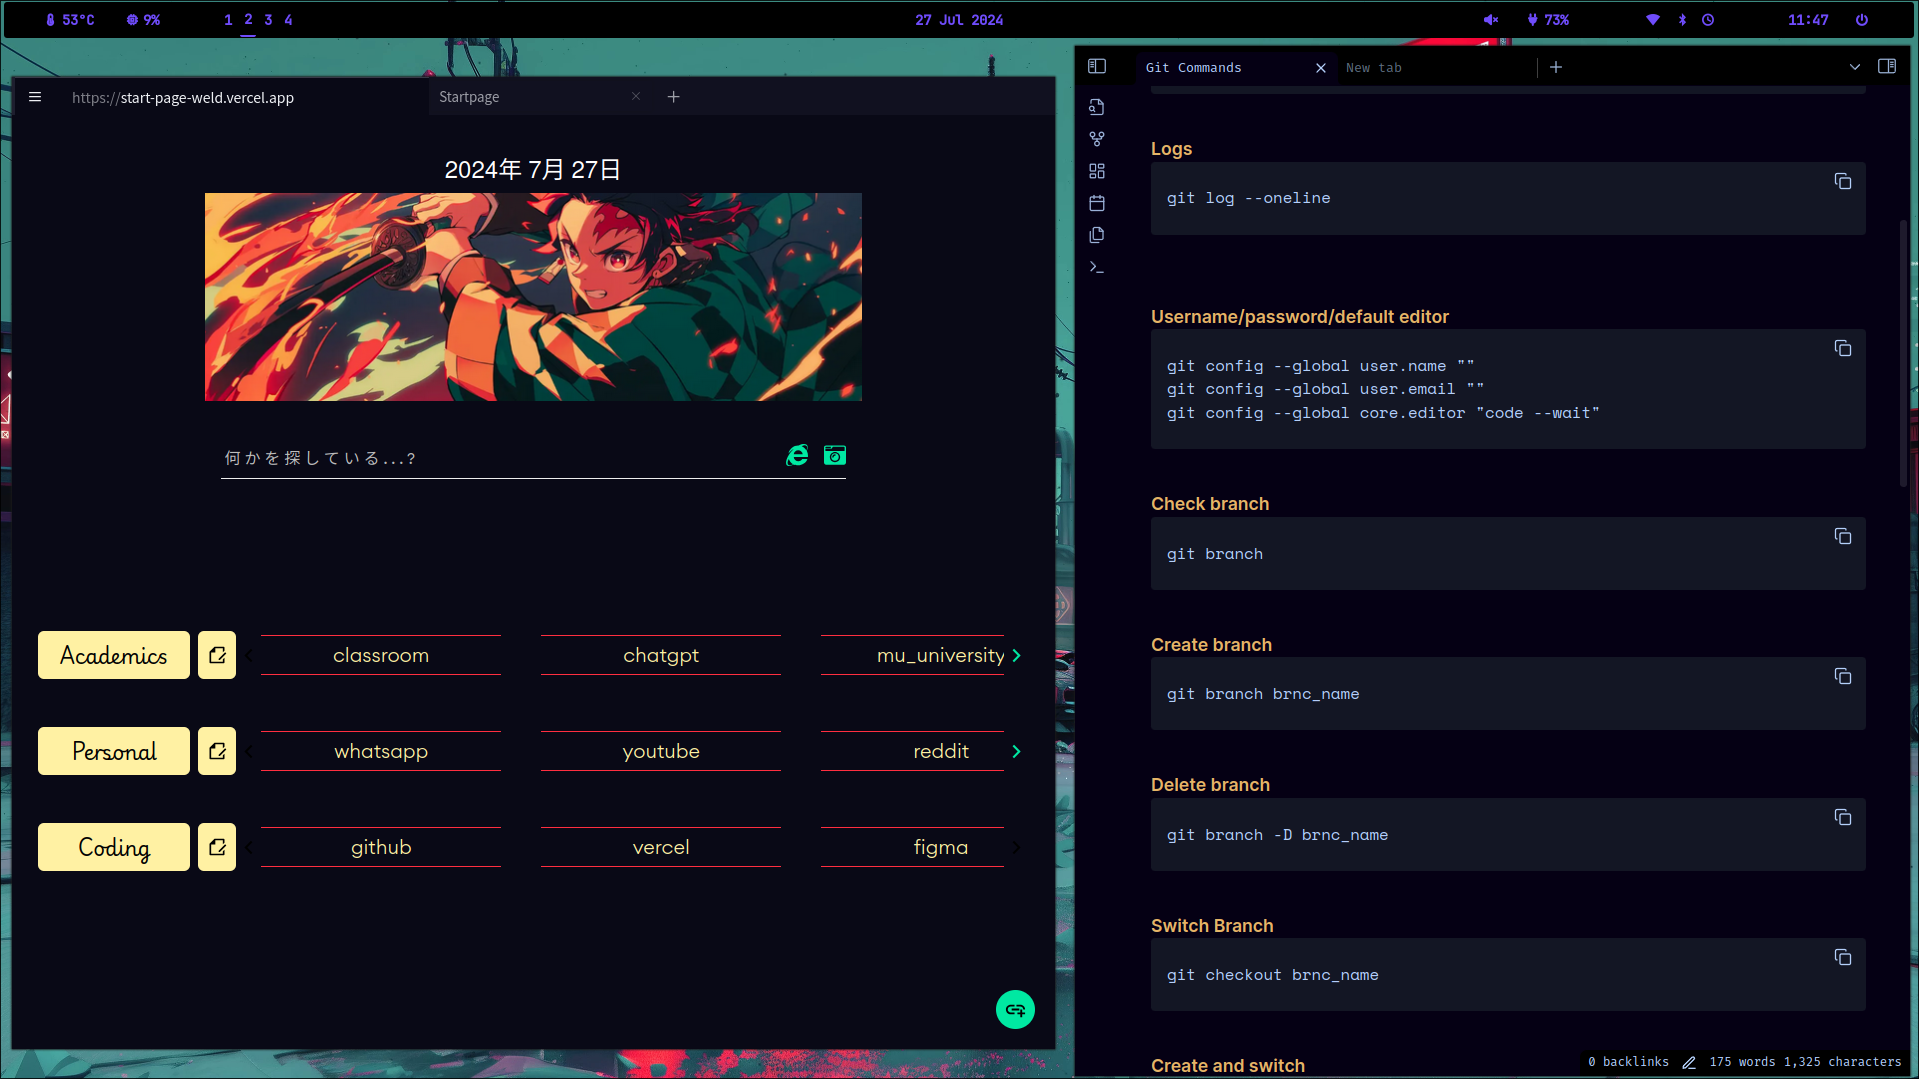 53°C
9%
1 2 3 4
27 Jul 2024
73%
11:47
https://start-page-weld.vercel.app
Startpage
2024年 7月 27日
何かを探している...?
Academics
classroom
chatgpt
mu_university
Personal
whatsapp
youtube
reddit
Coding
github
vercel
figma
Git Commands
New tab
Logs
git log --oneline
Username/password/default editor
git config --global user.name ""
git config --global user.email ""
git config --global core.editor "code --wait"
Check branch
git branch
Create branch
git branch brnc_name
Delete branch
git branch -D brnc_name
Switch Branch
git checkout brnc_name
Create and switch
0 backlinks
175 words 1,325 characters